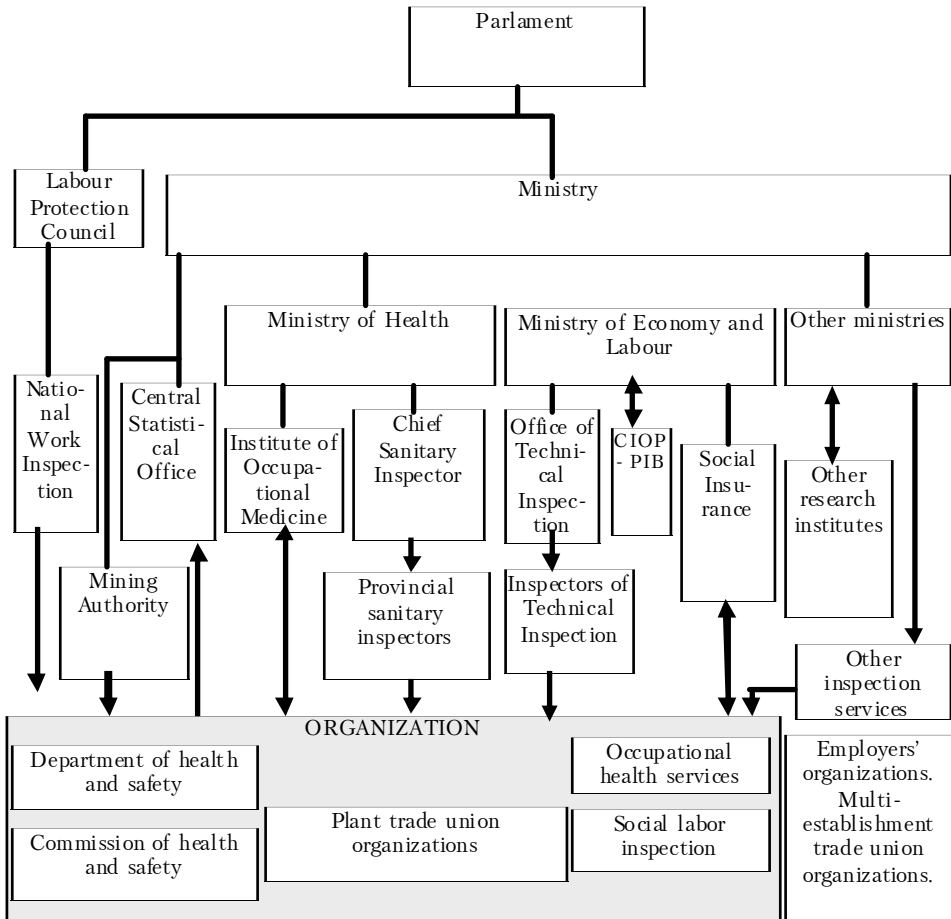 Parlament
Labour
Protection
Council
Ministry
Ministry of Health
Ministry of Economy and
Labour
Other ministries
Natio-
nal
Work
Inspec-
tion
Central
Statisti-
cal
Office
Institute of
Occupa-
tional
Medicine
Chief
Sanitary
Inspector
Office of
Techni-
cal
Inspec-
tion
CIOP
- PIB
Social
Insu-
rance
Other
research
institutes
Mining
Authority
Provincial
sanitary
inspectors
Inspectors of
Technical
Inspection
Other
inspection
services
ORGANIZATION
Department of health
and safety
Commission of health
and safety
Plant trade union
organizations
Occupational
health services
Social labor
inspection
Employers’
organizations.
Multi-
establishment
trade union
organizations.